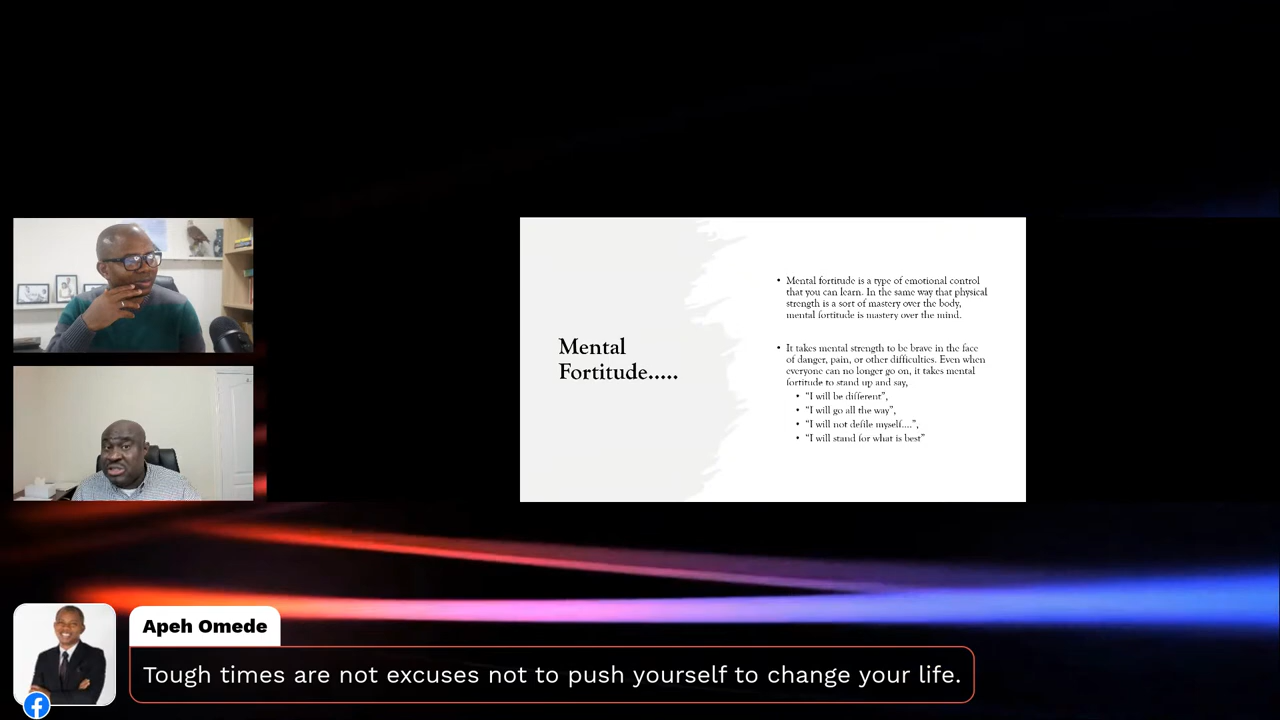 Mental
Fortitude.....
• Mental fortitude is a type of emotional control
that you can learn. In the same way that physical
strength is a sort of mastery over the body,
mental fortitude is mastery over the mind.
• It takes mental strength to be brave in the face
of danger, pain, or other difficulties. Even when
everyone can no longer go on, it takes mental
fortitude to stand up and say,
• “I will be different”,
• “I will go all the way”,
• “I will not defile myself....”,
• “I will stand for what is best”
Apeh Omede
Tough times are not excuses not to push yourself to change your life.